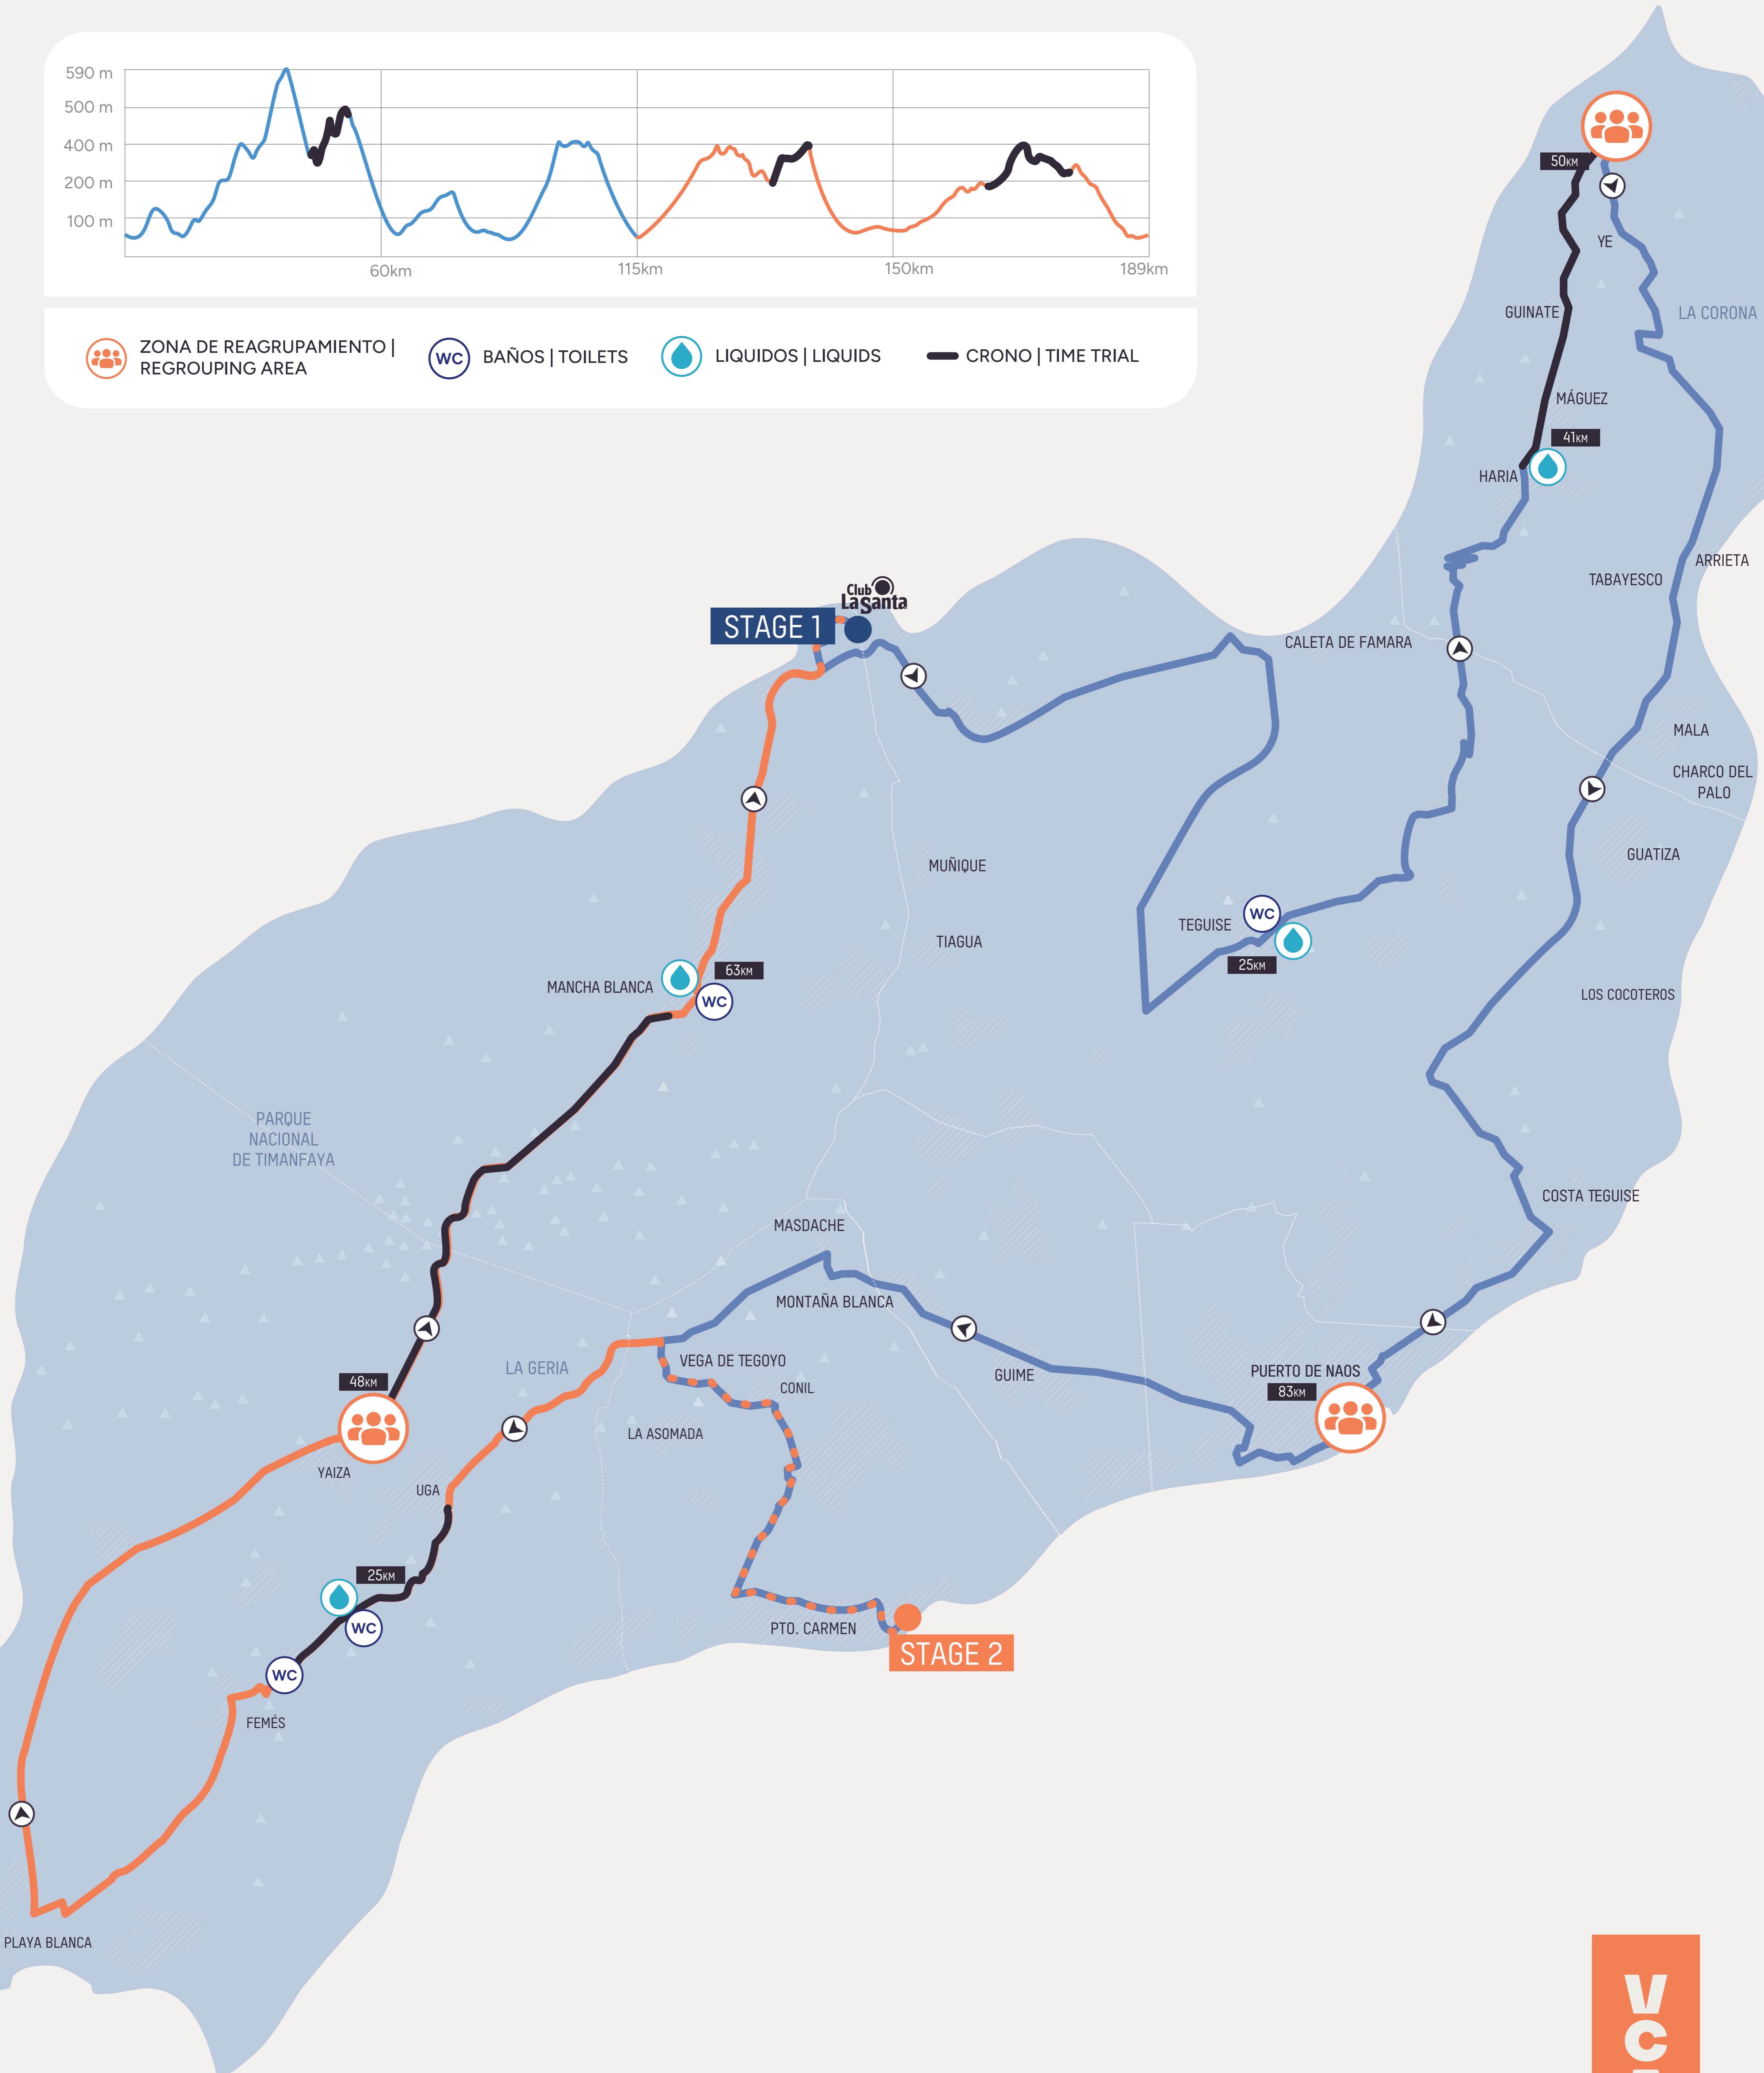 590 m
500 m
400 m
200 m
100 m
60km
115km
150km
189km
ZONA DE REAGRUPAMIENTO |
REGROUPING AREA
WC
BAÑOS | TOILETS
LIQUIDOS | LIQUIDS
CRONO | TIME TRIAL
50KM
YE
GUINATE
LA CORONA
MÁGUEZ
41KM
HARIA
ARRIETA
TABAYESCO
Club
LaSanta
STAGE 1
CALETA DE FAMARA
MALA
CHARCO DEL
PALO
GUATIZA
MUÑIQUE
WC
TEGUISE
TIAGUA
25KM
63KM
MANCHA BLANCA
WC
LOS COCOTEROS
PARQUE
NACIONAL
DE TIMANFAYA
COSTA TEGUISE
MASDACHE
MONTAÑA BLANCA
VEGA DE TEGOYO
LA GERIA
PUERTO DE NAOS
GUIME
48KM
CONIL
83KM
LA ASOMADA
YAIZA
UGA
25KM
WC
PTO. CARMEN
STAGE 2
WC
FEMÉS
PLAYA BLANCA
V
C